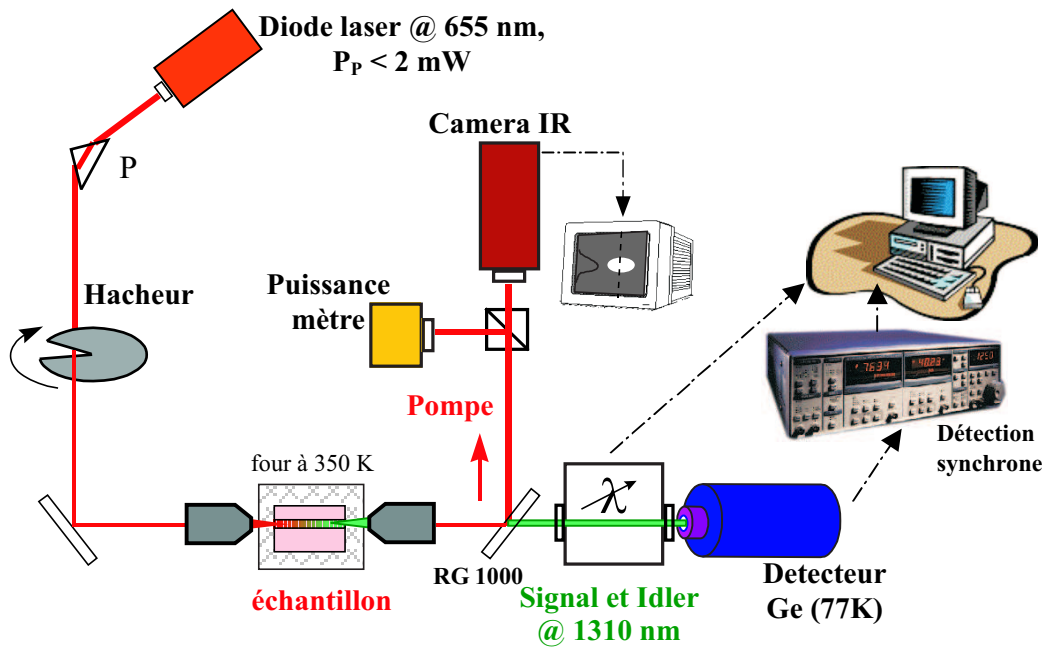 Diode laser @ 655 nm,
P_P < 2 mW
Camera IR
P
Hacheur
Puissance
mètre
Pompe
four à 350 K
λ
Détection
synchrone
RG 1000
échantillon
Signal et Idler
@ 1310 nm
Detecteur
Ge (77K)